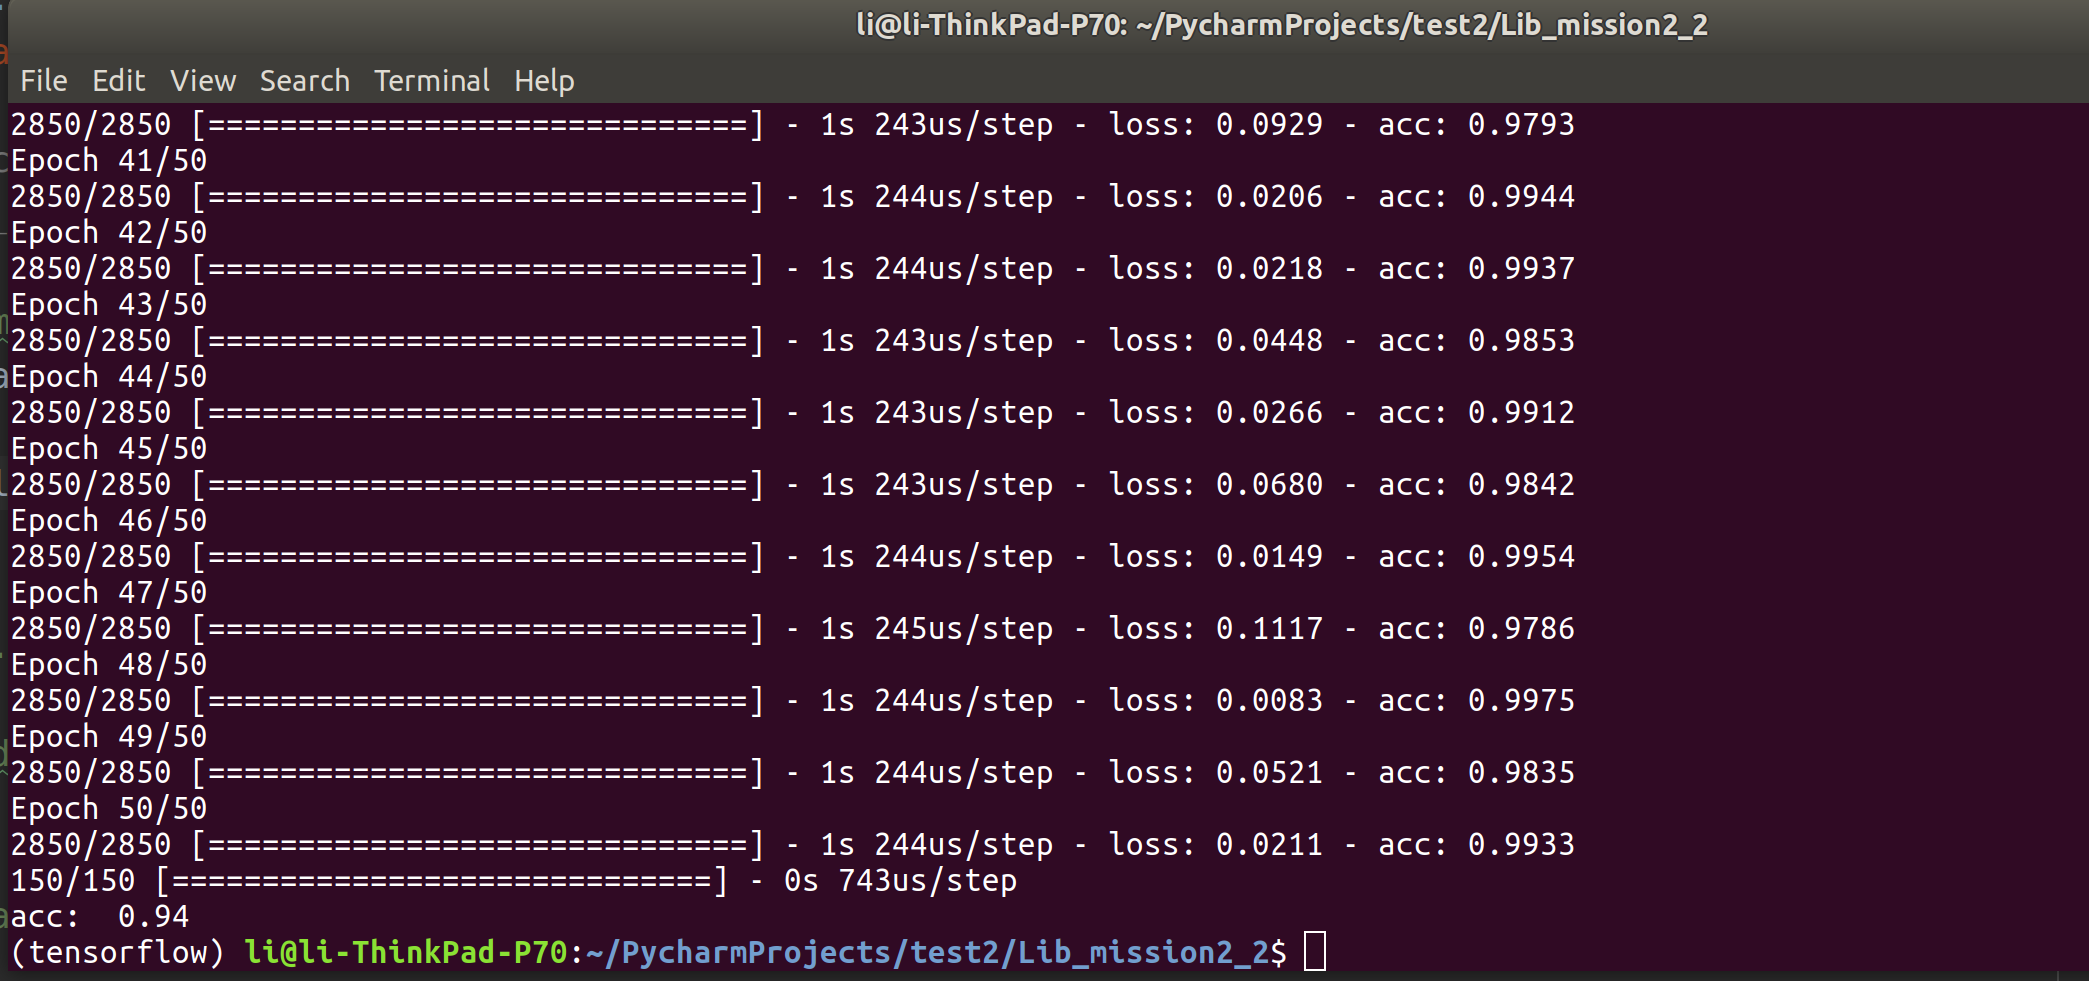 li@li-ThinkPad-P70: ~/PycharmProjects/test2/Lib_mission2_2
File Edit View Search Terminal Help
2850/2850 [==============================] - 1s 243us/step - loss: 0.0929 - acc: 0.9793
Epoch 41/50
2850/2850 [==============================] - 1s 244us/step - loss: 0.0206 - acc: 0.9944
Epoch 42/50
2850/2850 [==============================] - 1s 244us/step - loss: 0.0218 - acc: 0.9937
Epoch 43/50
2850/2850 [==============================] - 1s 243us/step - loss: 0.0448 - acc: 0.9853
Epoch 44/50
2850/2850 [==============================] - 1s 243us/step - loss: 0.0266 - acc: 0.9912
Epoch 45/50
2850/2850 [==============================] - 1s 243us/step - loss: 0.0680 - acc: 0.9842
Epoch 46/50
2850/2850 [==============================] - 1s 244us/step - loss: 0.0149 - acc: 0.9954
Epoch 47/50
2850/2850 [==============================] - 1s 245us/step - loss: 0.1117 - acc: 0.9786
Epoch 48/50
2850/2850 [==============================] - 1s 244us/step - loss: 0.0083 - acc: 0.9975
Epoch 49/50
2850/2850 [==============================] - 1s 244us/step - loss: 0.0521 - acc: 0.9835
Epoch 50/50
2850/2850 [==============================] - 1s 244us/step - loss: 0.0211 - acc: 0.9933
150/150 [==============================] - 0s 743us/step
acc:  0.94
(tensorflow) li@li-ThinkPad-P70:~/PycharmProjects/test2/Lib_mission2_2$